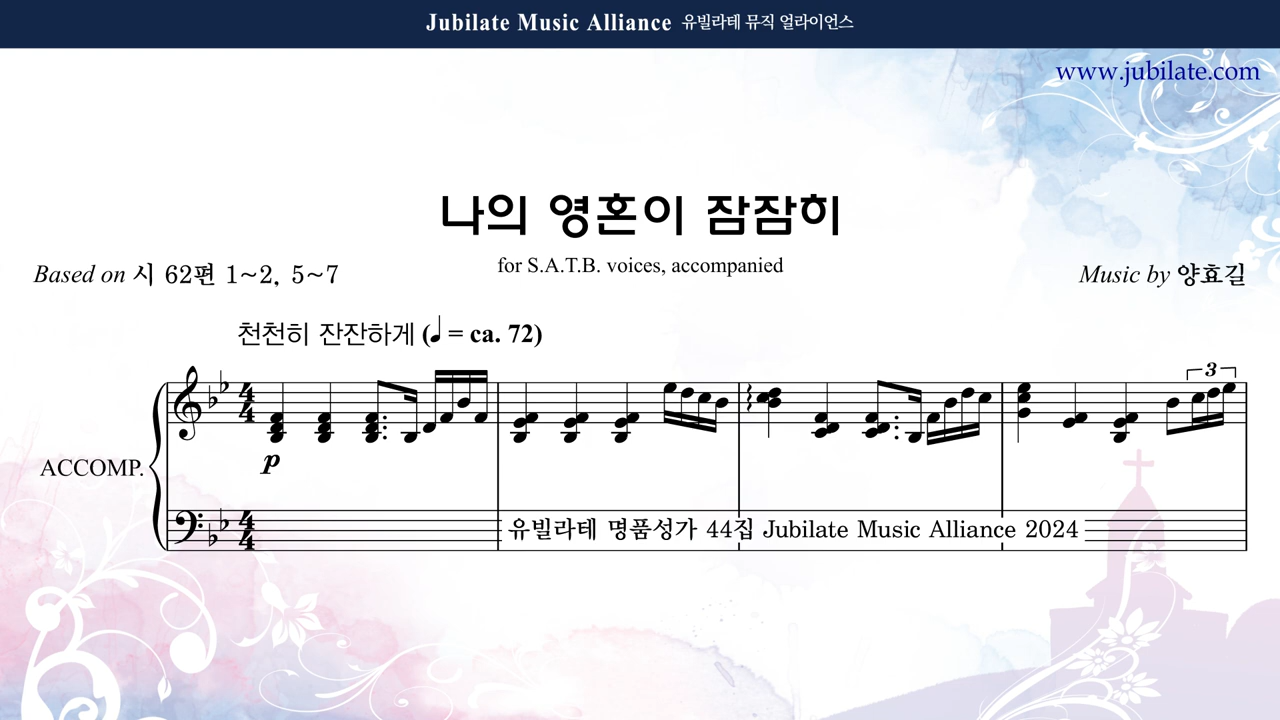 Jubilate Music Alliance 유빌라테 뮤직 얼라이언스
www.jubilate.com
나의 영혼이 잠잠히
for S.A.T.B. voices, accompanied
Based on 시 62편 1~2, 5~7
Music by 양효길
천천히 잔잔하게 (♩ = ca. 72)
3
ACCOMP.
p
유빌라테 명품성가 44집 Jubilate Music Alliance 2024